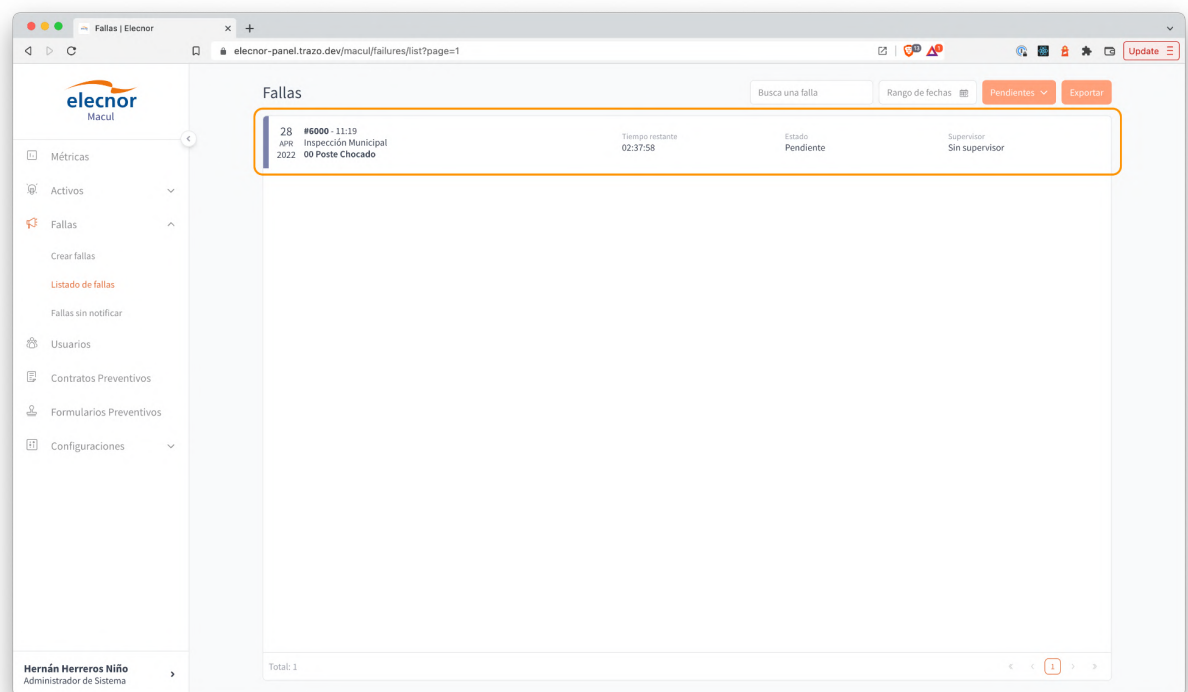 Fallas | Elecnor
elecnor-panel.trazo.dev/macul/failures/list?page=1
Update
elecnor
Macul
Métricas
Activos
Fallas
Crear fallas
Listado de fallas
Fallas sin notificar
Usuarios
Contratos Preventivos
Formularios Preventivos
Configuraciones
Hernán Herreros Niño
Administrador de Sistema
Fallas
Busca una falla
Rango de fechas
Pendientes
Exportar
28 #6000 - 11:19
APR Inspección Municipal
2022 00 Poste Chocado
Tiempo restante
02:37:58
Estado
Pendiente
Supervisor
Sin supervisor
Total: 1
1